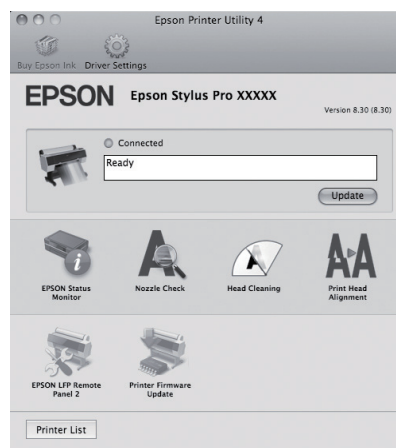 Epson Printer Utility 4
Buy Epson Ink Driver Settings
EPSON Epson Stylus Pro XXXXX
Version 8.30 (8.30)
Connected
Ready
Update
EPSON Status
Monitor
Nozzle Check
Head Cleaning
Print Head
Alignment
EPSON LFP Remote
Panel 2
Printer Firmware
Update
Printer List